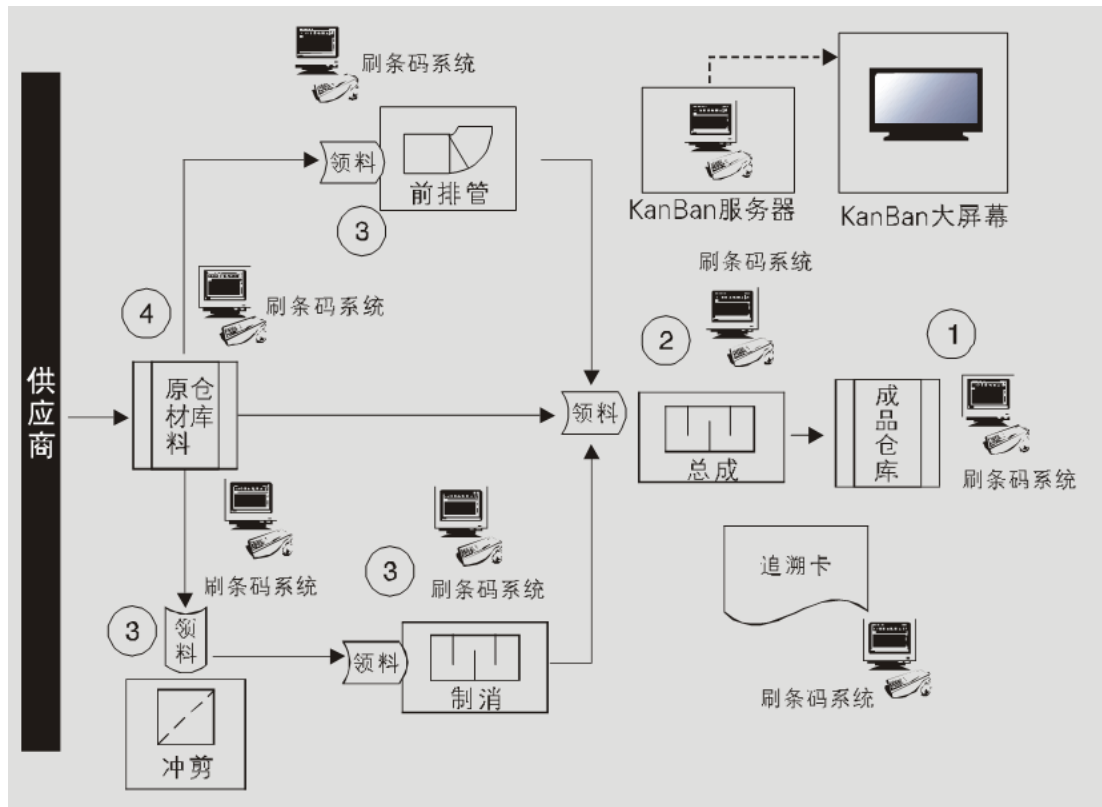 刷条码系统
领料
前排管
③
KanBan服务器
KanBan大屏幕
刷条码系统
④
刷条码系统
②
①
供应商
原材料
仓库
领料
总成
成品仓库
刷条码系统
刷条码系统
③
刷条码系统
追溯卡
③
领料
领料
制消
刷条码系统
冲剪